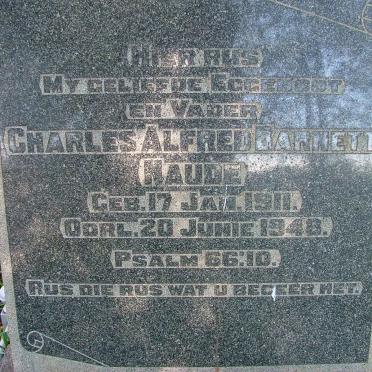 HIER RUS
MY GELIEFDE EGGENOOT
EN VADER
CHARLES ALFRED GARNETT
NAUDE
GEB. 17 JAN. 1911.
OORL. 20 JUNIE 1948.
PSALM 66:10.
RUS DIE RUS WAT U BEGEER HET.